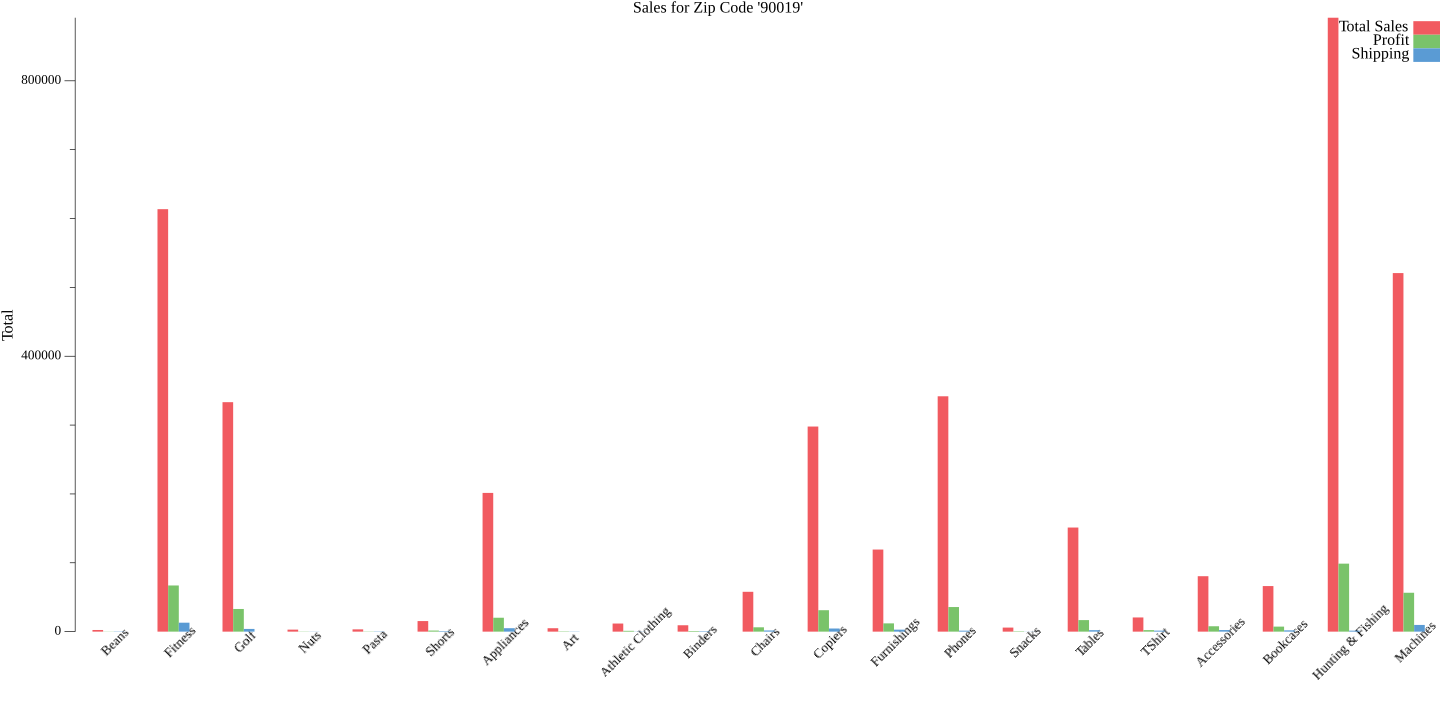 Sales for Zip Code '90019'
Total Sales
Profit
Shipping
800000
400000
0
Total
Beans
Fitness
Golf
Nuts
Pasta
Shorts
Appliances
Art
Athletic Clothing
Binders
Chairs
Copiers
Furnishings
Phones
Snacks
Tables
TShirt
Accessories
Bookcases
Hunting & Fishing
Machines